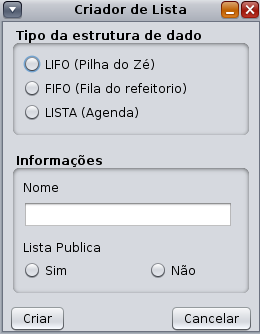 Criador de Lista
Tipo da estrutura de dado
LIFO (Pilha do Zé)
FIFO (Fila do refeitorio)
LISTA (Agenda)
Informações
Nome
Lista Publica
Sim
Não
Criar
Cancelar